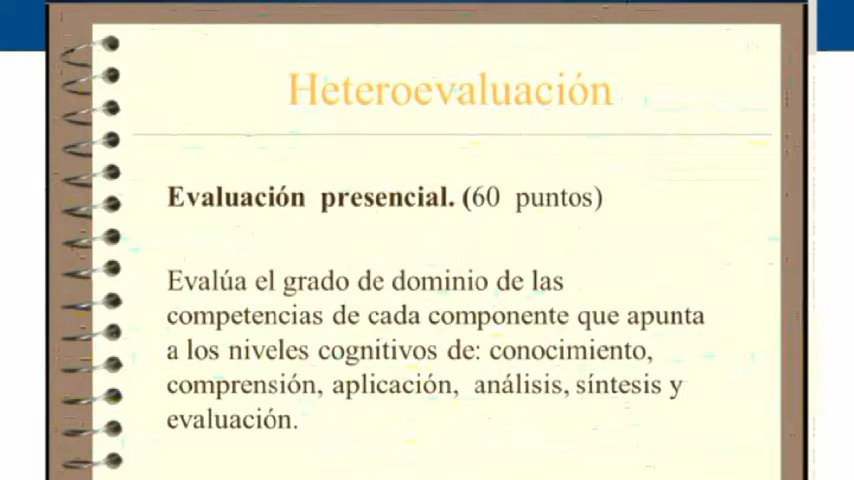 Heteroevaluación
Evaluación presencial. (60 puntos)
Evalúa el grado de dominio de las
competencias de cada componente que apunta
a los niveles cognitivos de: conocimiento,
comprensión, aplicación, análisis, síntesis y
evaluación.